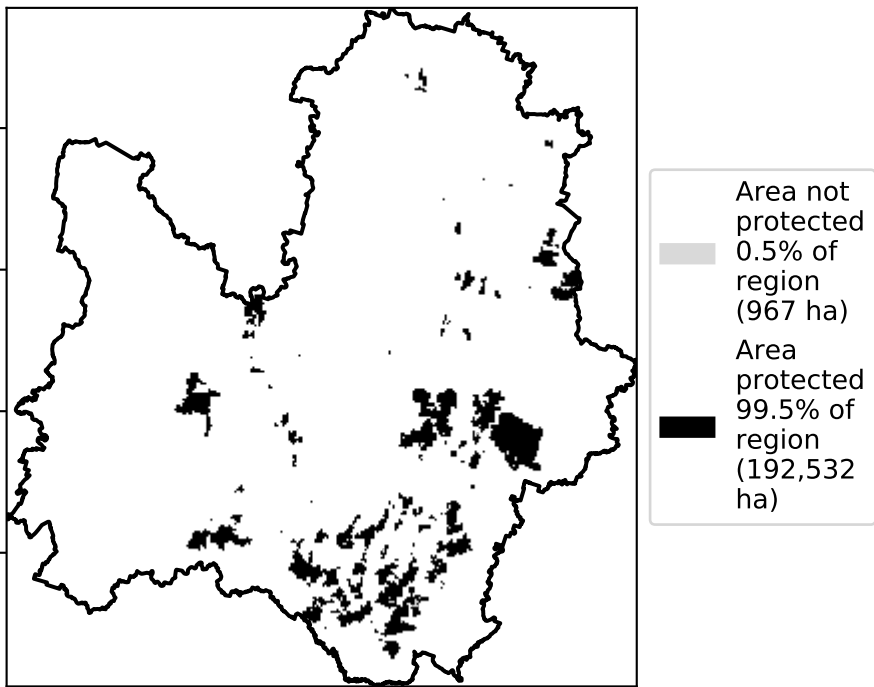 Area not
protected
0.5% of
region
(967 ha)
Area
protected
99.5% of
region
(192,532
ha)